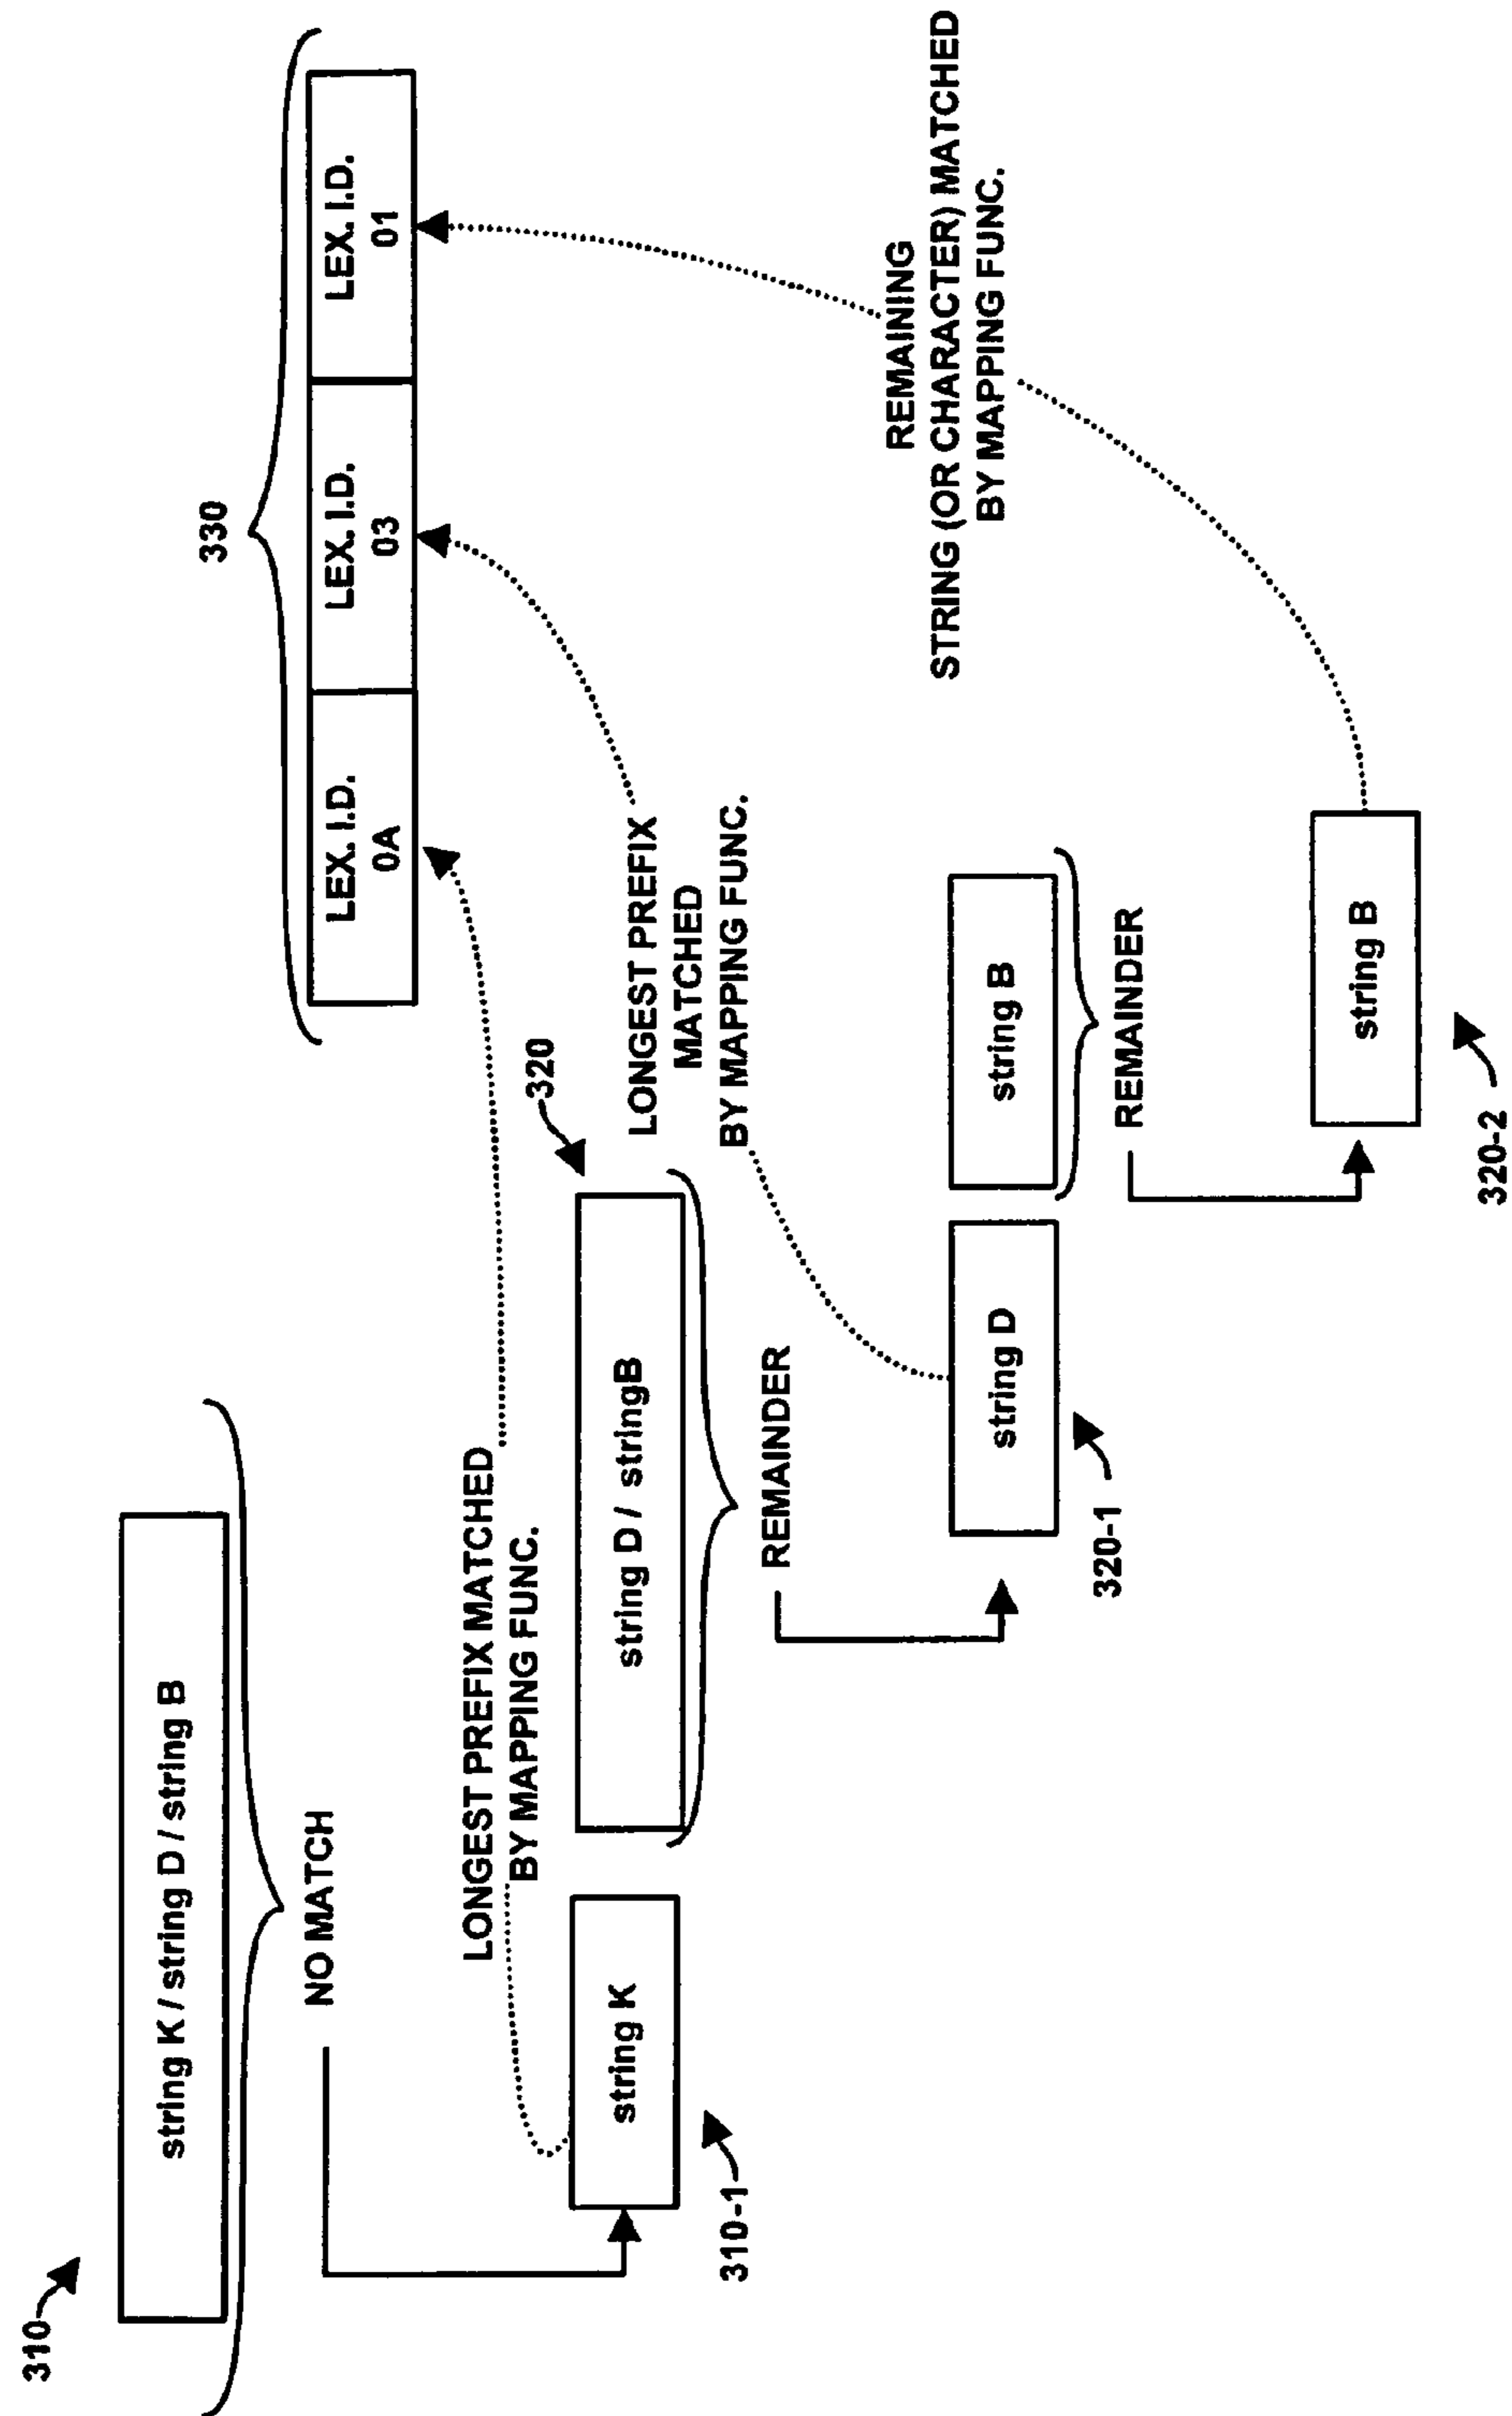 310
string K / string D / string B
NO MATCH
330
LEX. I.D.
0A
LEX. I.D.
03
LEX. I.D.
01
LONGEST PREFIX MATCHED
BY MAPPING FUNC.
310-1
string K
320
string D / stringB
REMAINDER
LONGEST PREFIX
MATCHED
BY MAPPING FUNC.
320-1
string D
string B
REMAINDER
REMAINING
STRING (OR CHARACTER) MATCHED
BY MAPPING FUNC.
string B
320-2